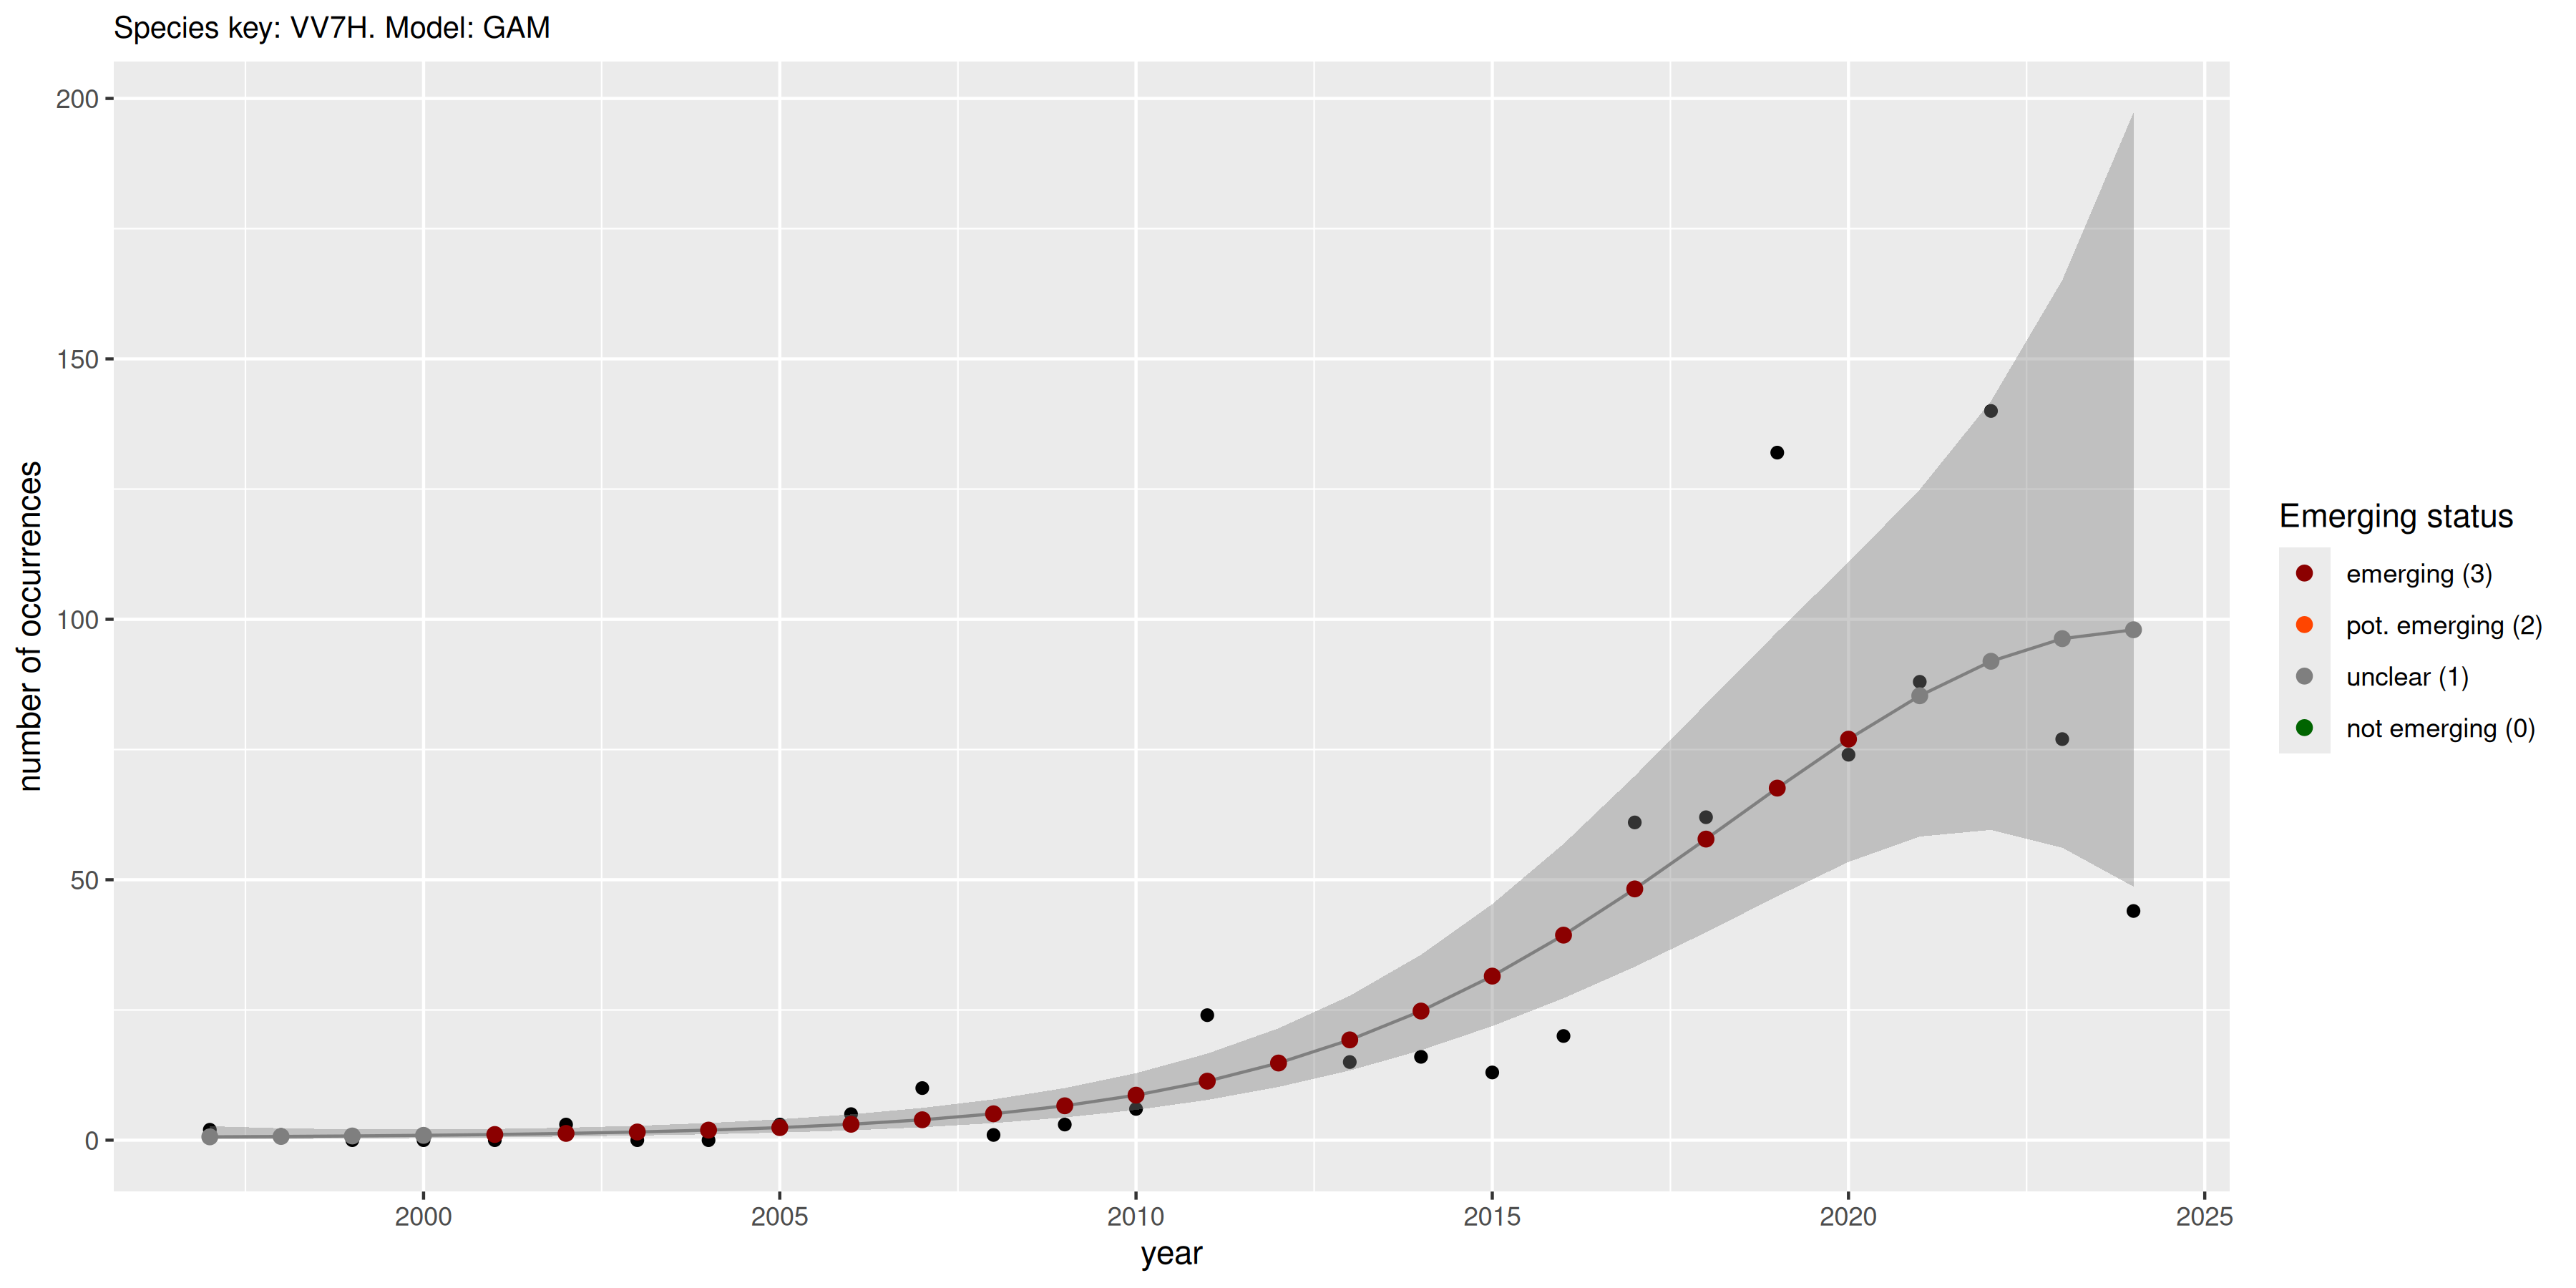 Species key: VV7H. Model: GAM
200
150
100
50
0
number of occurrences
2000
2005
2010
2015
2020
2025
year
Emerging status
emerging (3)
pot. emerging (2)
unclear (1)
not emerging (0)